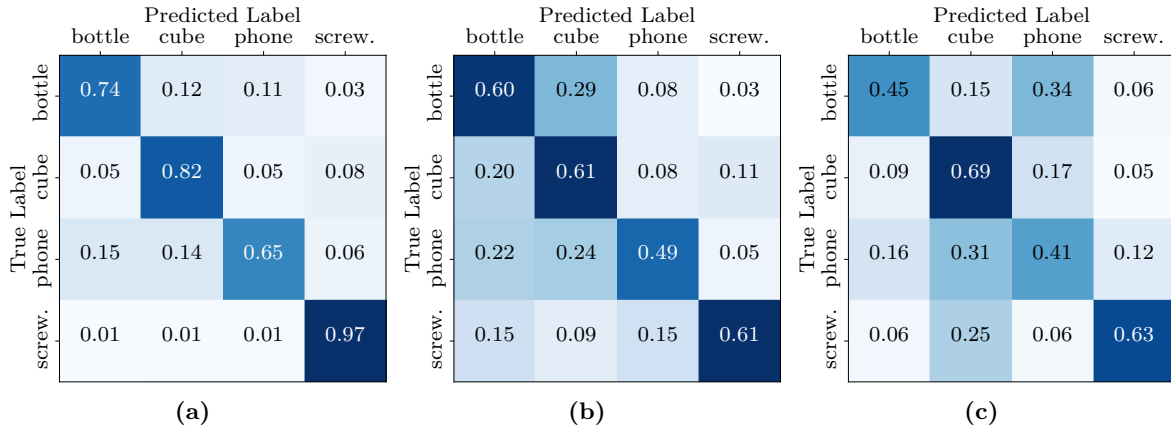 Predicted Label
bottle cube phone screw.
True Label
bottle 0.74 0.12 0.11 0.03
cube 0.05 0.82 0.05 0.08
phone 0.15 0.14 0.65 0.06
screw. 0.01 0.01 0.01 0.97
(a)
Predicted Label
bottle cube phone screw.
True Label
bottle 0.60 0.29 0.08 0.03
cube 0.20 0.61 0.08 0.11
phone 0.22 0.24 0.49 0.05
screw. 0.15 0.09 0.15 0.61
(b)
Predicted Label
bottle cube phone screw.
True Label
bottle 0.45 0.15 0.34 0.06
cube 0.09 0.69 0.17 0.05
phone 0.16 0.31 0.41 0.12
screw. 0.06 0.25 0.06 0.63
(c)